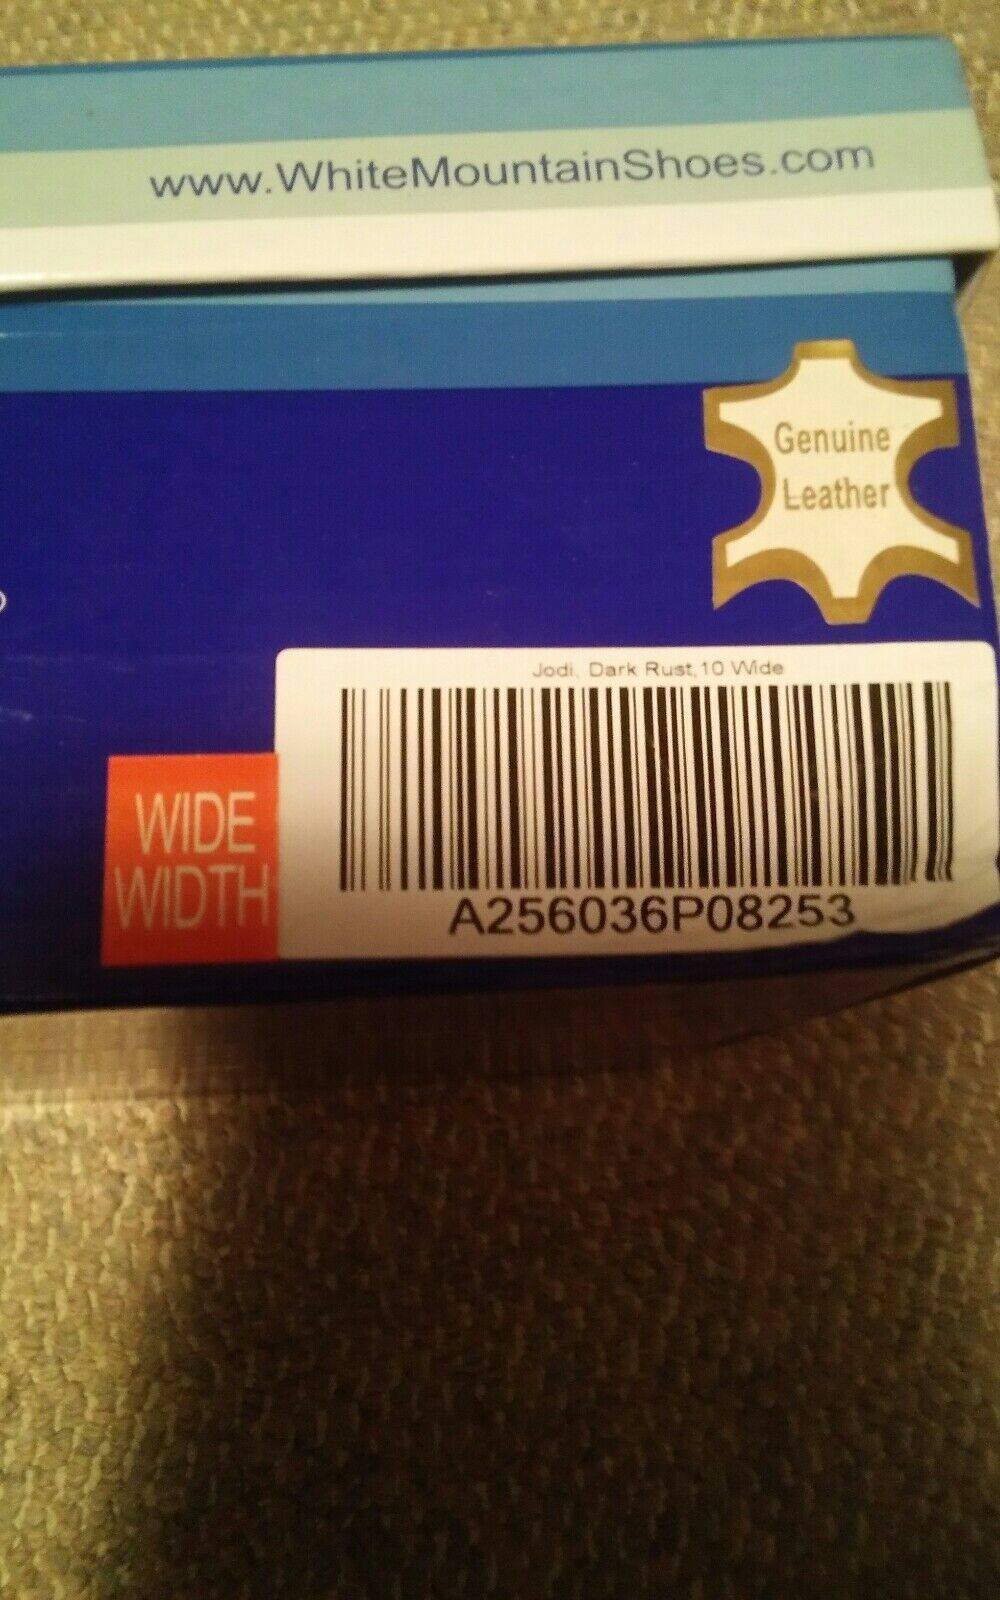 www.WhiteMountainShoes.com
Genuine
Leather
Jodi, Dark Rust,10 Wide
WIDE
WIDTH
A256036P08253